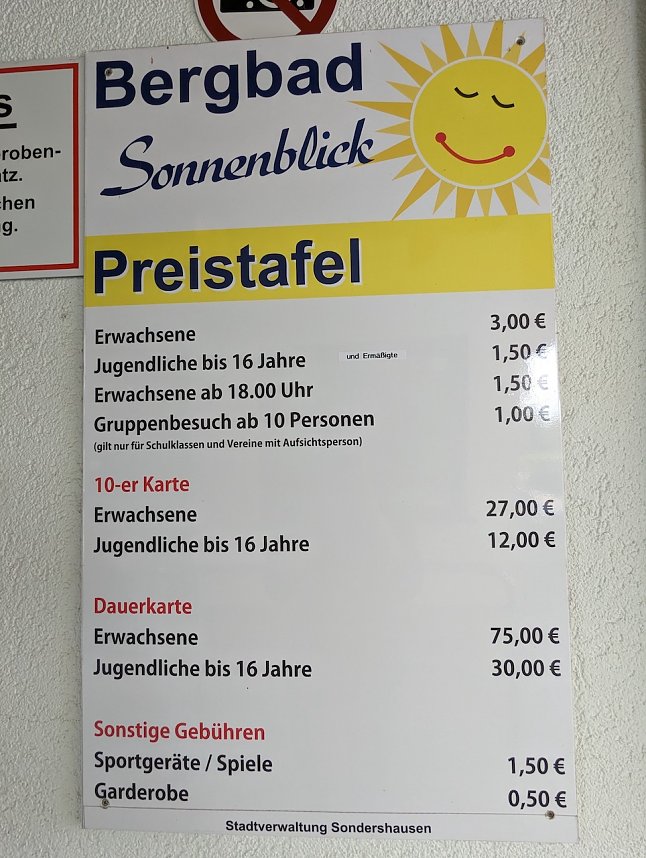 Bergbad
Sonnenblick
Preistafel
Erwachsene 3,00 €
Jugendliche bis 16 Jahre und Ermäßigte 1,50 €
Erwachsene ab 18.00 Uhr 1,50 €
Gruppenbesuch ab 10 Personen 1,00 €
(gilt nur für Schulklassen und Vereine mit Aufsichtsperson)
10-er Karte
Erwachsene 27,00 €
Jugendliche bis 16 Jahre 12,00 €
Dauerkarte
Erwachsene 75,00 €
Jugendliche bis 16 Jahre 30,00 €
Sonstige Gebühren
Sportgeräte / Spiele 1,50 €
Garderobe 0,50 €
Stadtverwaltung Sondershausen